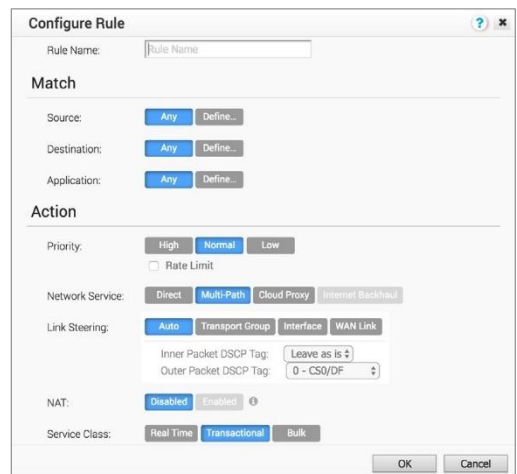 Configure Rule ? ×
Rule Name: Rule Name
Match
Source: Any Define...
Destination: Any Define...
Application: Any Define...
Action
Priority: High Normal Low
Rate Limit
Network Service: Direct Multi-Path Cloud Proxy Internet Backhaul
Link Steering: Auto Transport Group Interface WAN Link
Inner Packet DSCP Tag: Leave as is
Outer Packet DSCP Tag: 0 - CS0/DF
NAT: Disabled Enabled
Service Class: Real Time Transactional Bulk
OK Cancel